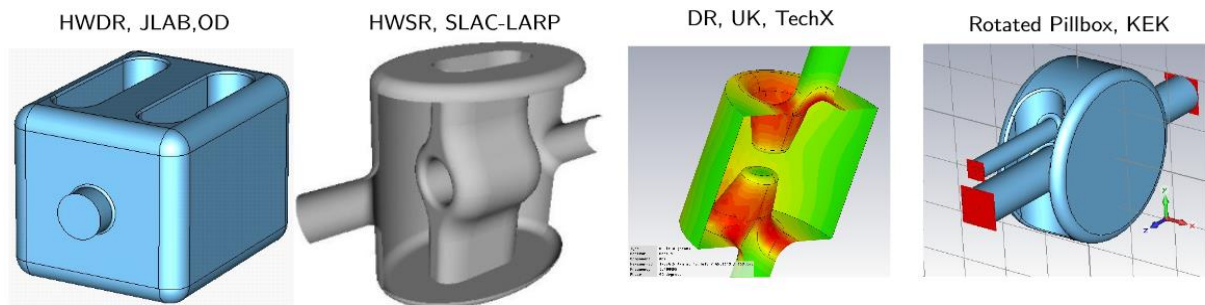 HWDR, JLAB,OD
HWSR, SLAC-LARP
DR, UK, TechX
Rotated Pillbox, KEK